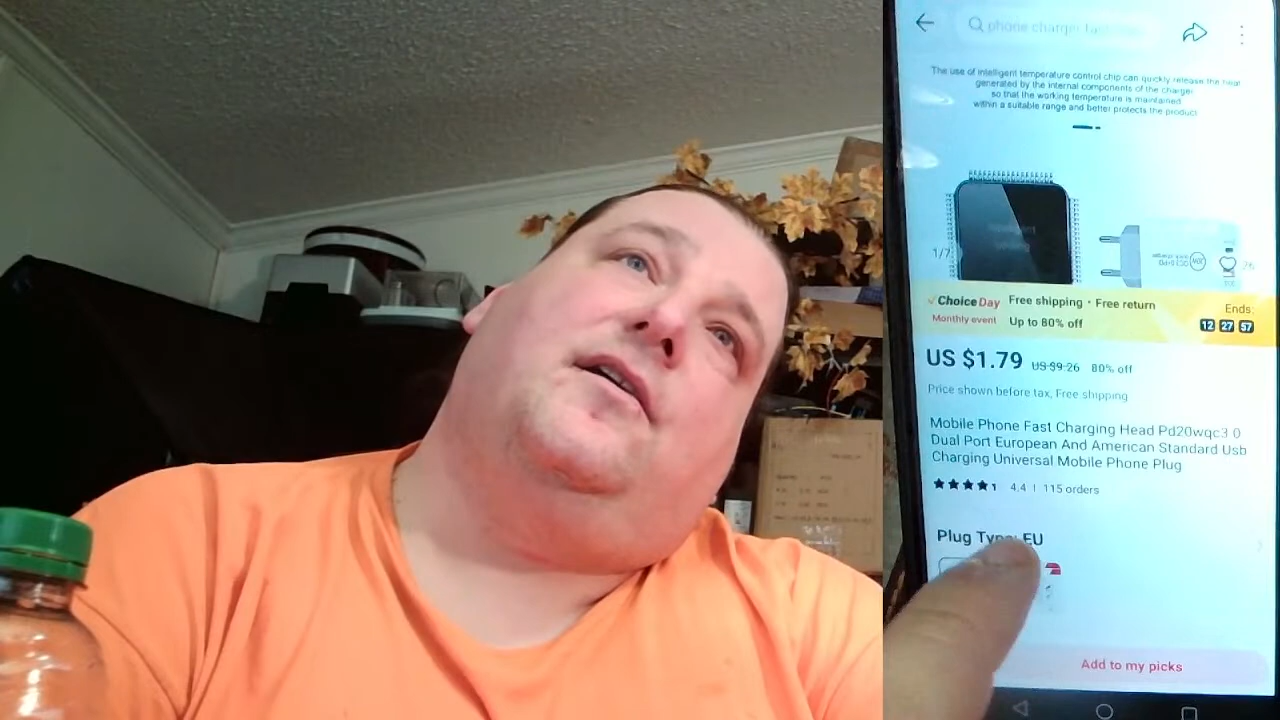 phone charger fast
The use of intelligent temperature control chip can quickly release the heat
generated by the internal components of the charger
so that the working temperature is maintained
within a suitable range and better protects the product
1/7
26
Choice Day Free shipping · Free return Ends:
Monthly event Up to 80% off 12 27 57
US $1.79 US $9.26 80% off
Price shown before tax, Free shipping
Mobile Phone Fast Charging Head Pd20wqc3 0
Dual Port European And American Standard Usb
Charging Universal Mobile Phone Plug
4.4 | 115 orders
Plug Type: EU
Add to my picks